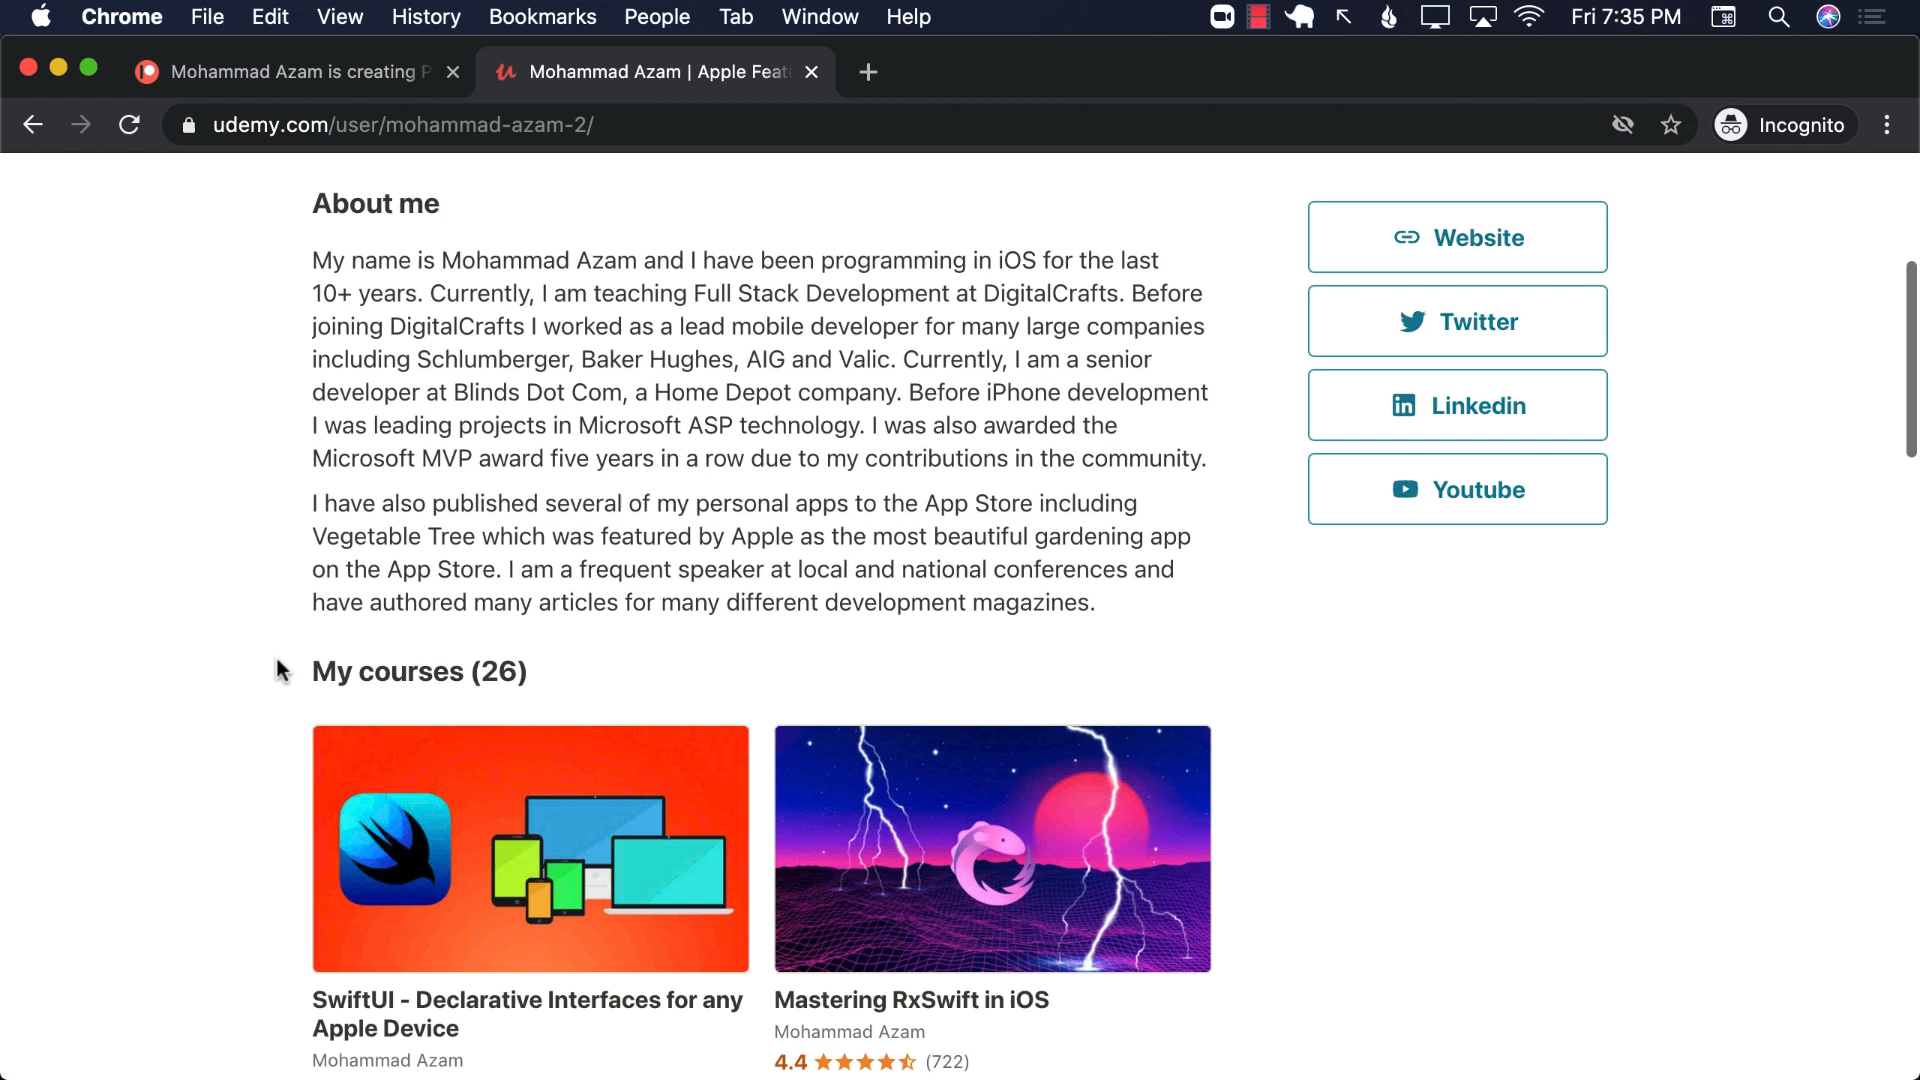 Chrome File Edit View History Bookmarks People Tab Window Help Fri 7:35 PM
Mohammad Azam is creating P
Mohammad Azam | Apple Feat
udemy.com/user/mohammad-azam-2/
Incognito
About me
My name is Mohammad Azam and I have been programming in iOS for the last
10+ years. Currently, I am teaching Full Stack Development at DigitalCrafts. Before
joining DigitalCrafts I worked as a lead mobile developer for many large companies
including Schlumberger, Baker Hughes, AIG and Valic. Currently, I am a senior
developer at Blinds Dot Com, a Home Depot company. Before iPhone development
I was leading projects in Microsoft ASP technology. I was also awarded the
Microsoft MVP award five years in a row due to my contributions in the community.
I have also published several of my personal apps to the App Store including
Vegetable Tree which was featured by Apple as the most beautiful gardening app
on the App Store. I am a frequent speaker at local and national conferences and
have authored many articles for many different development magazines.
Website
Twitter
Linkedin
Youtube
My courses (26)
SwiftUI - Declarative Interfaces for any
Apple Device
Mohammad Azam
Mastering RxSwift in iOS
Mohammad Azam
4.4 (722)